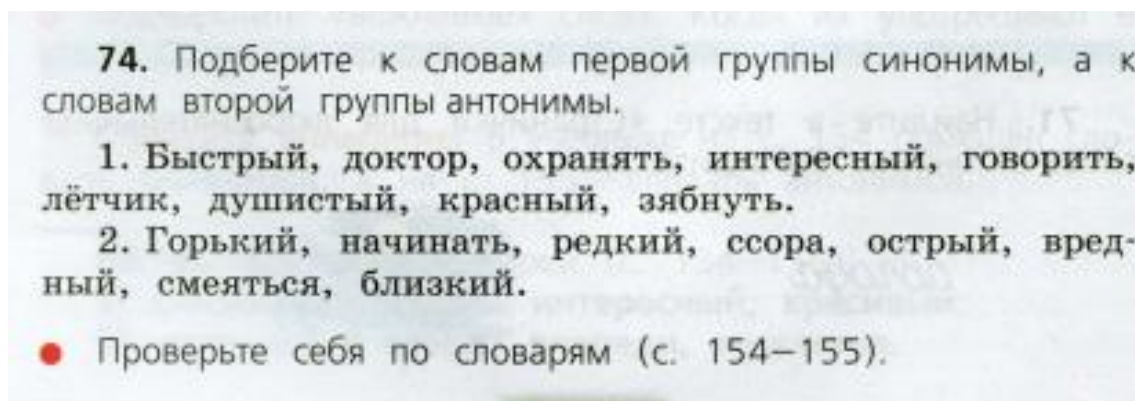 74. Подберите к словам первой группы синонимы, а к
словам второй группы антонимы.
1. Быстрый, доктор, охранять, интересный, говорить,
лётчик, душистый, красный, зябнуть.
2. Горький, начинать, редкий, ссора, острый, вред-
ный, смеяться, близкий.
● Проверьте себя по словарям (с. 154—155).